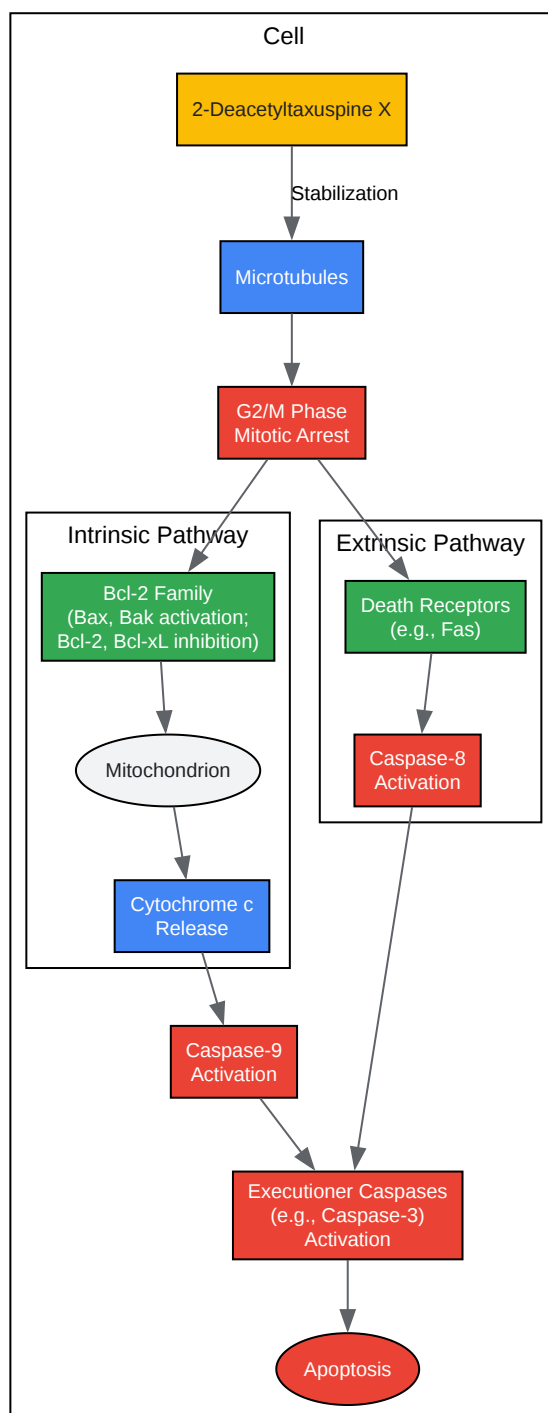 Cell
2-Deacetyltaxuspine X
Stabilization
Microtubules
G2/M Phase
Mitotic Arrest
Intrinsic Pathway
Bcl-2 Family
(Bax, Bak activation;
Bcl-2, Bcl-xL inhibition)
Mitochondrion
Cytochrome c
Release
Extrinsic Pathway
Death Receptors
(e.g., Fas)
Caspase-8
Activation
Caspase-9
Activation
Executioner Caspases
(e.g., Caspase-3)
Activation
Apoptosis